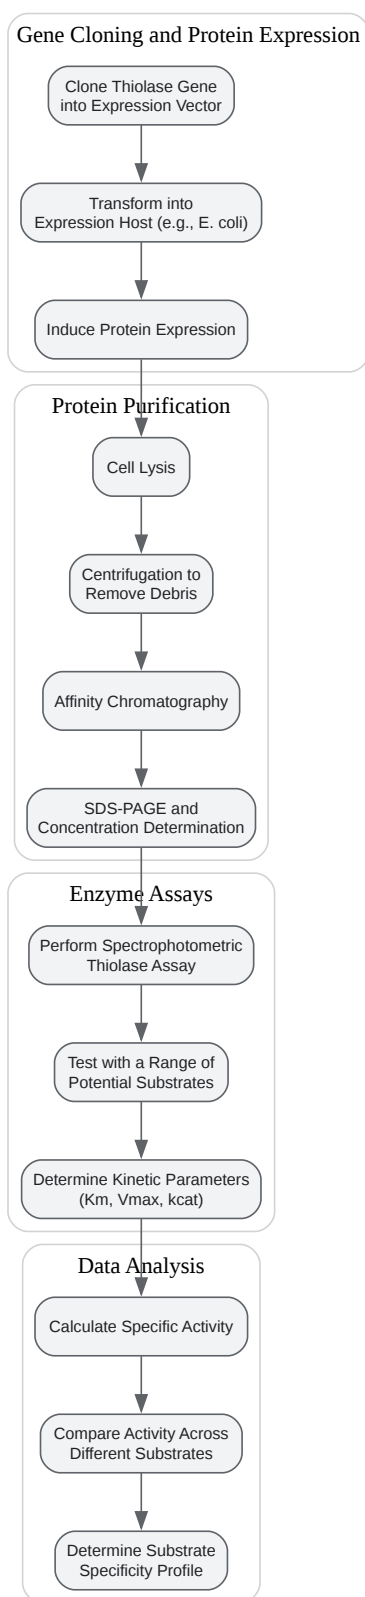 Gene Cloning and Protein Expression
Clone Thiolase Gene
into Expression Vector
Transform into
Expression Host (e.g., E. coli)
Induce Protein Expression
Protein Purification
Cell Lysis
Centrifugation to
Remove Debris
Affinity Chromatography
SDS-PAGE and
Concentration Determination
Enzyme Assays
Perform Spectrophotometric
Thiolase Assay
Test with a Range of
Potential Substrates
Determine Kinetic Parameters
(Km, Vmax, kcat)
Data Analysis
Calculate Specific Activity
Compare Activity Across
Different Substrates
Determine Substrate
Specificity Profile